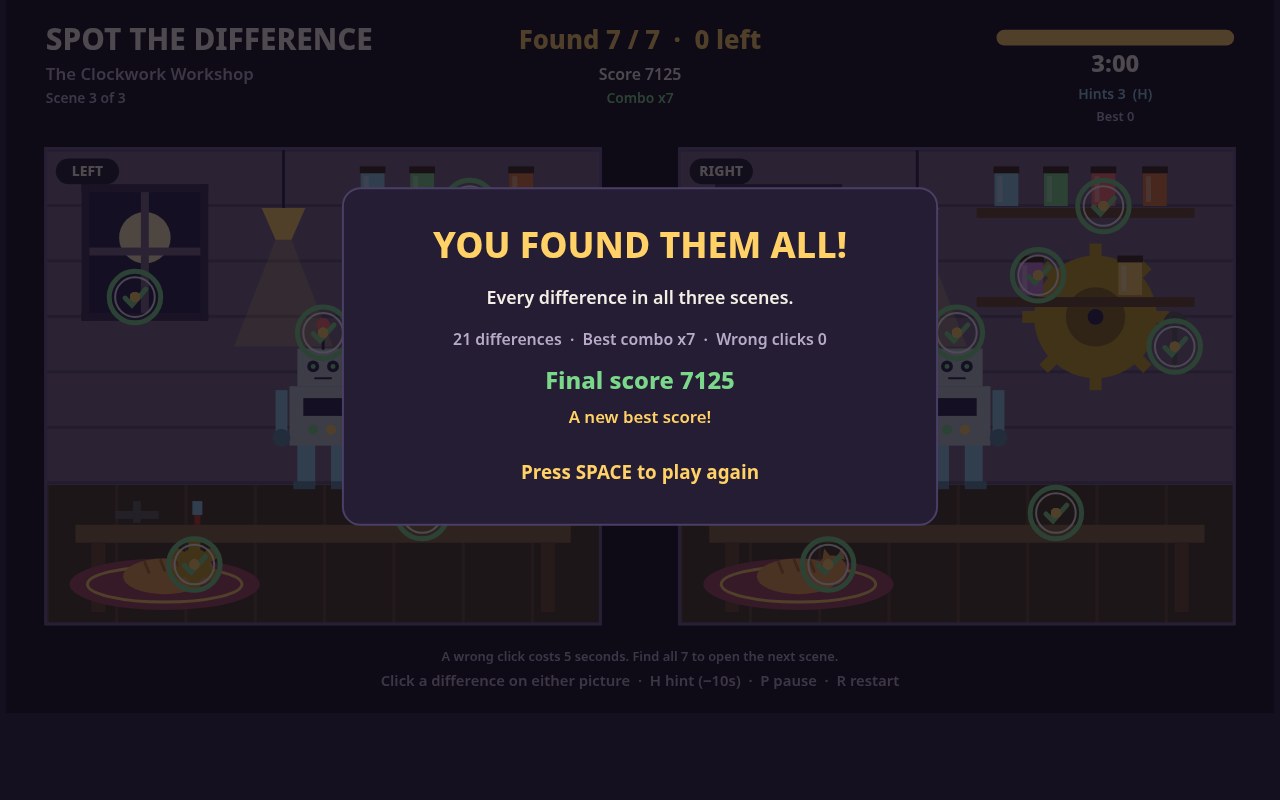 SPOT THE DIFFERENCE
The Clockwork Workshop
Scene 3 of 3
Found 7 / 7 · 0 left
Score 7125
Combo x7
3:00
Hints 3 (H)
Best 0
LEFT
RIGHT
YOU FOUND THEM ALL!
Every difference in all three scenes.
21 differences · Best combo x7 · Wrong clicks 0
Final score 7125
A new best score!
Press SPACE to play again
A wrong click costs 5 seconds. Find all 7 to open the next scene.
Click a difference on either picture · H hint (−10s) · P pause · R restart